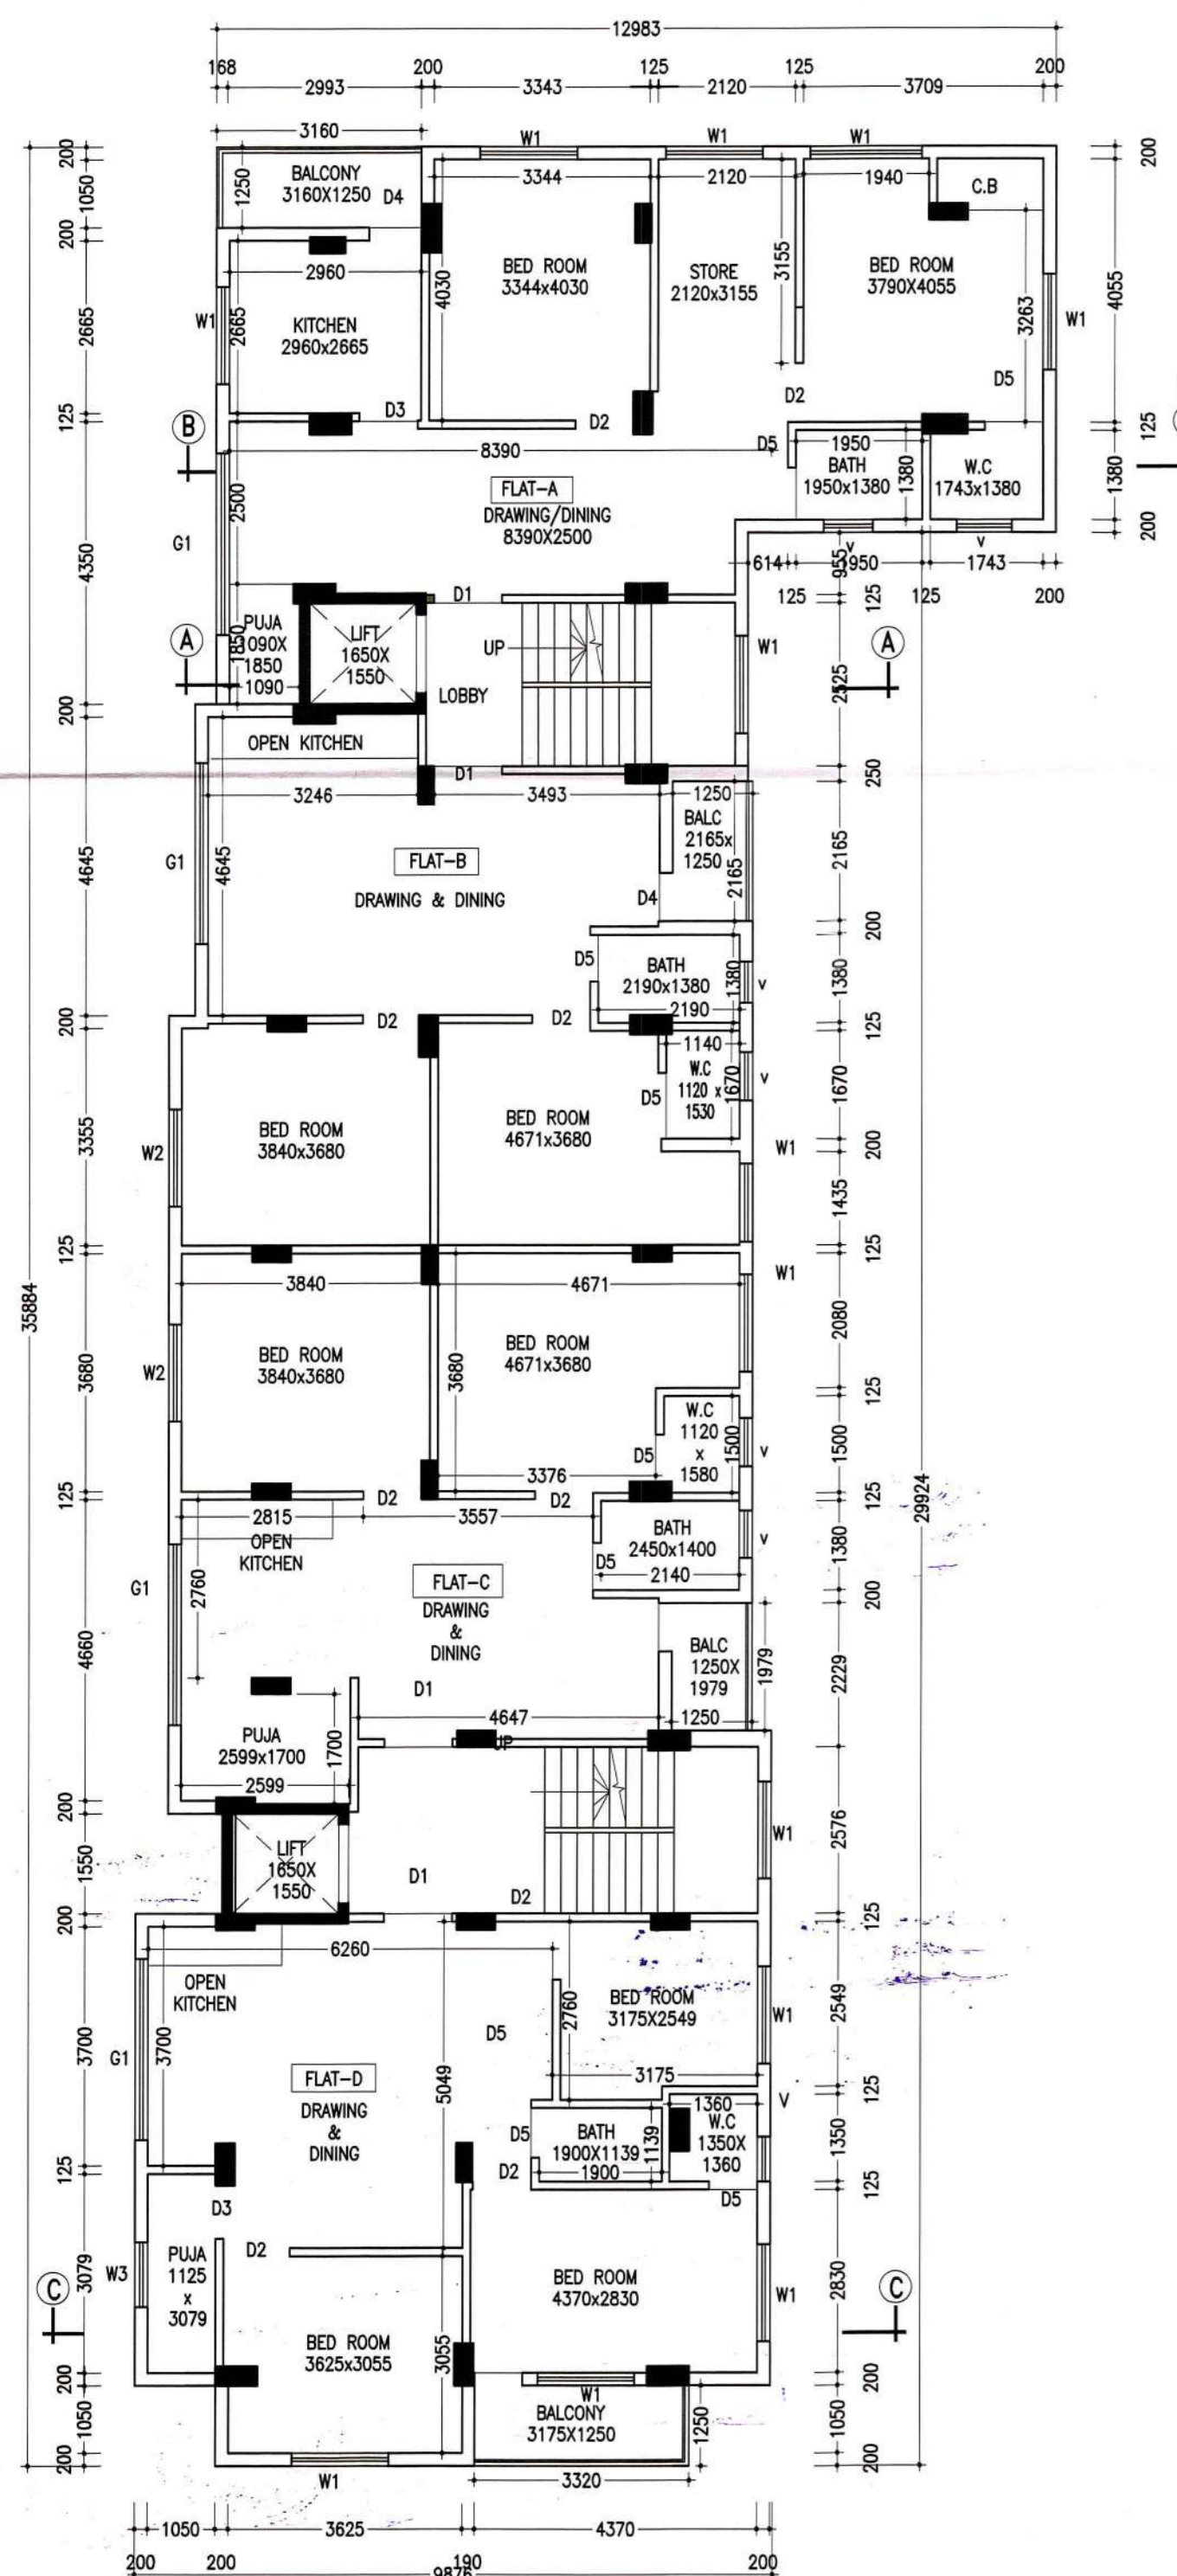 12983
168 200 125 125 200
2993 3343 2120 3709
3160
W1 W1 W1
200 200
BALCONY
3160X1250 D4
1250
1050
3344 2120 1940
C.B
200
BED ROOM
3344x4030
4030
STORE
2120x3155
3155
BED ROOM
3790X4055
4055
3263
2960
W1
KITCHEN
2960x2665
2665
2665
W1
D5
D3 D2 D2
125 125
B
8390
D5
1950
BATH
1950x1380
1380
W.C
1743x1380
1380
FLAT-A
DRAWING/DINING
8390X2500
2500
G1
4350
200
V V
614 1950 1743
955
125 125 125 200
D1
PUJA
1090X
1850
1090
1850
LIFT
1650X
1550
UP
LOBBY
W1
A A
2525
200
OPEN KITCHEN
D1
250
3246 3493 1250
BALC
2165x
1250
2165
2165
G1
4645
4645
FLAT-B
DRAWING & DINING
D4
200
D5
BATH
2190x1380
1380
1380
2190
V
200
D2 D2
125
1140
W.C
1120 x
1530
1670
1670
D5
V
BED ROOM
3840x3680
BED ROOM
4671x3680
3355
W2
W1
200
1435
125 125
35884
3840 4671
W1
BED ROOM
3840x3680
BED ROOM
4671x3680
3680
3680
W2
2080
125
W.C
1120
x
1580
1500
1500
D5
V
3376
125
D2 D2
125
29924
2815 3557
OPEN
KITCHEN
BATH
2450x1400
D5
2140
1380
V
200
G1
2760
FLAT-C
DRAWING
&
DINING
4660
BALC
1250X
1979
1979
2229
D1
4647 1250
UP
PUJA
2599x1700
1700
2599
200
LIFT
1650X
1550
1550
D1
D2
W1
2576
200 125
6260
OPEN
KITCHEN
BED ROOM
3175X2549
2760
2549
W1
3700
3700
G1
D5
5049
3175
FLAT-D
DRAWING
&
DINING
125
V
1360
W.C
1350X
1360
1350
D5
BATH
1900X1139
1139
1900
D2
125
125
D5
D3
D2
PUJA
1125
x
3079
3079
W3
BED ROOM
4370x2830
2830
W1
C C
BED ROOM
3625x3055
3055
200 200
W1
BALCONY
3175X1250
1250
1050 1050
200 200
3320
W1
1050 3625 4370
200 200 190 200
9876